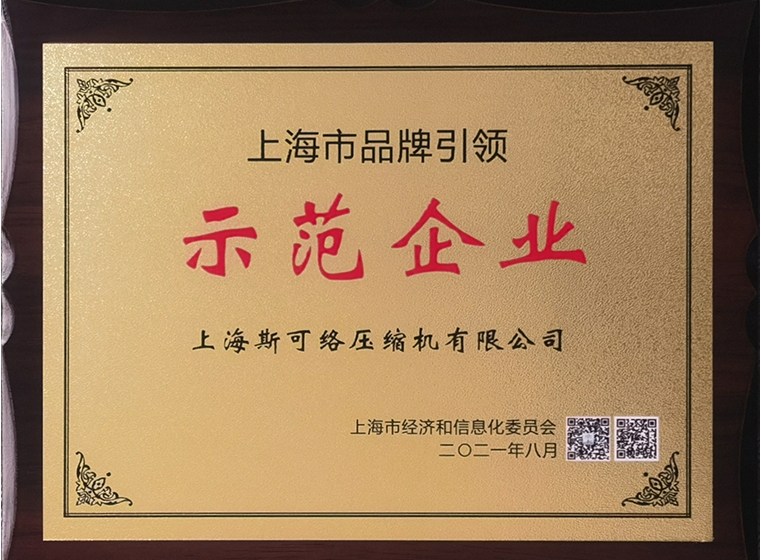 上海市品牌引领
示范企业
上海斯可络压缩机有限公司
上海市经济和信息化委员会
二〇二一年八月